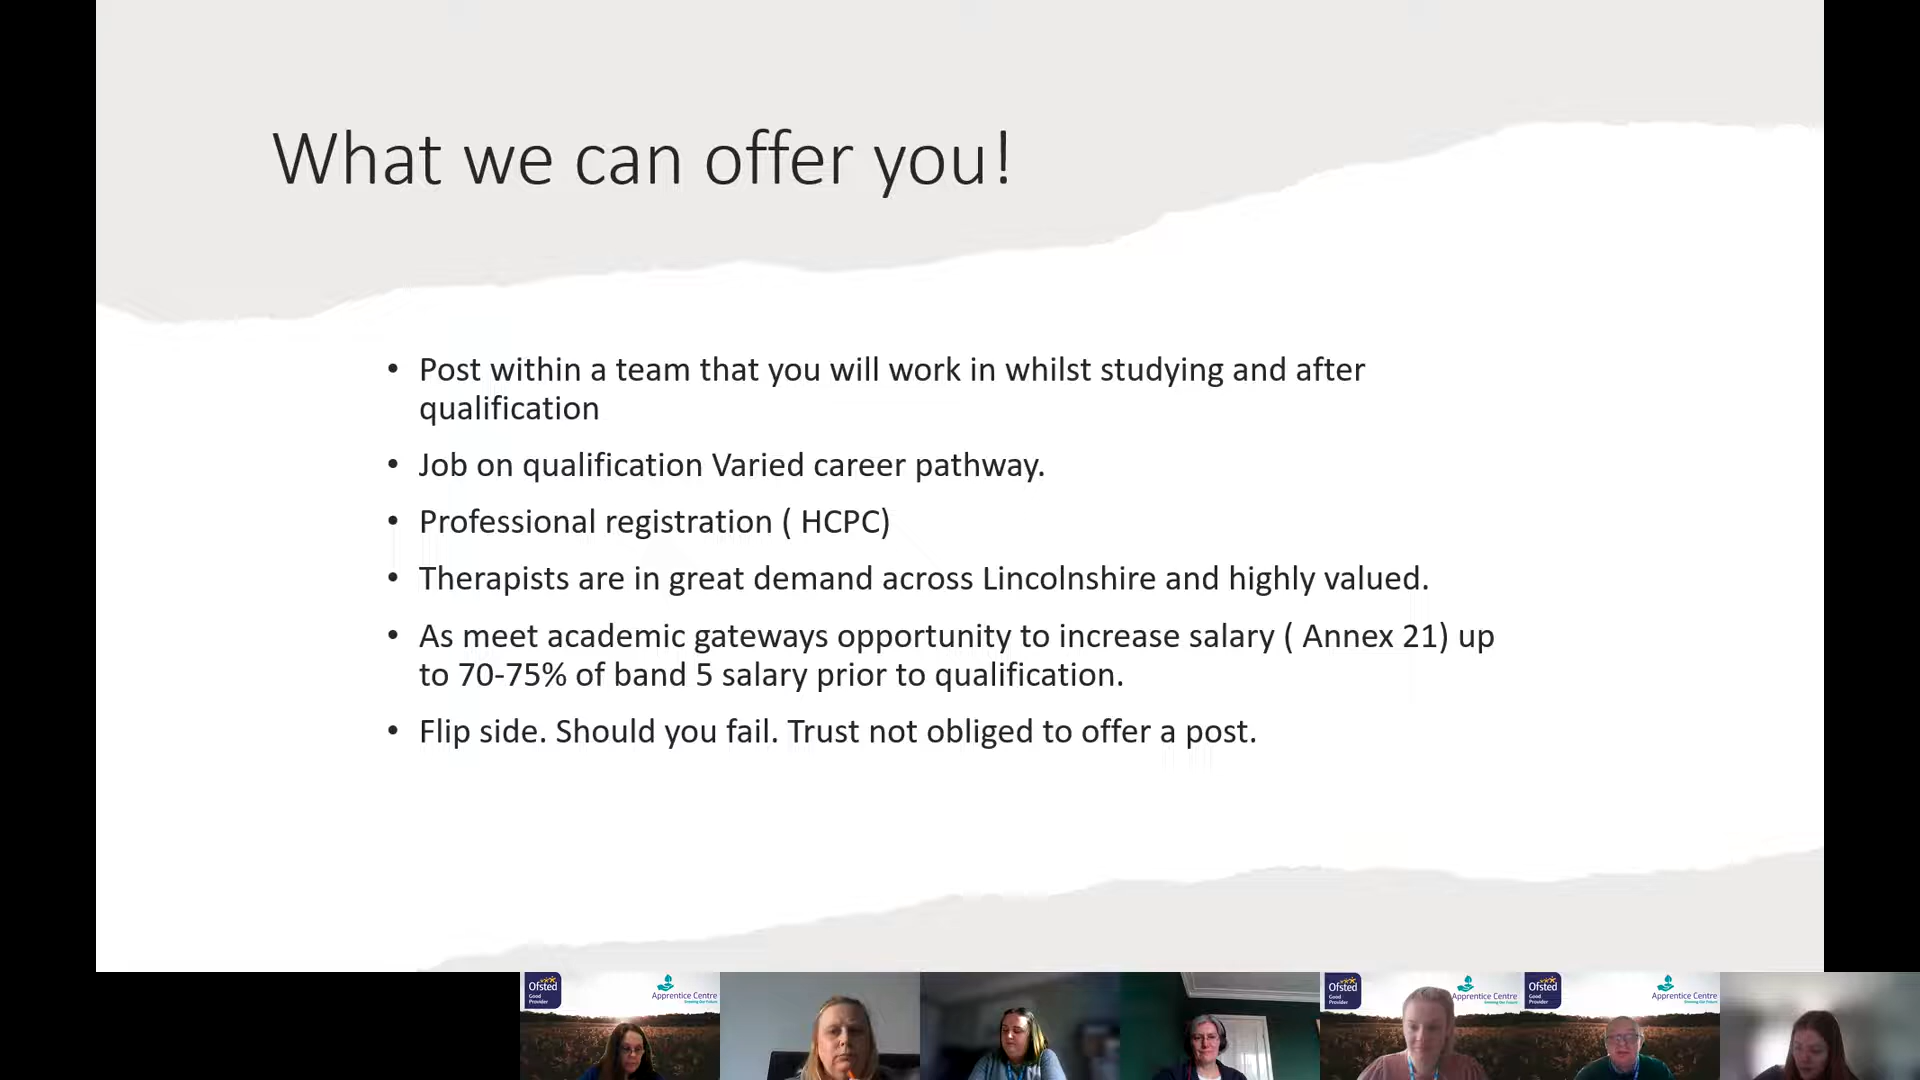 What we can offer you!
• Post within a team that you will work in whilst studying and after
qualification
• Job on qualification Varied career pathway.
• Professional registration ( HCPC)
• Therapists are in great demand across Lincolnshire and highly valued.
• As meet academic gateways opportunity to increase salary ( Annex 21) up
to 70-75% of band 5 salary prior to qualification.
• Flip side. Should you fail. Trust not obliged to offer a post.
Ofsted
Good
Provider
Apprentice Centre
Ofsted
Good
Provider
Apprentice Centre
Ofsted
Good
Provider
Apprentice Centre